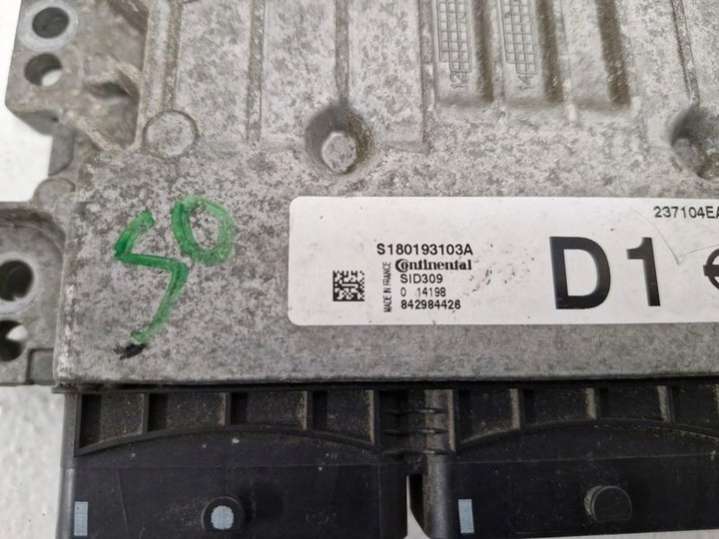 50
237104EA
S180193103A
Continental
SID309
0 14198
842984426
MADE IN FRANCE
D1